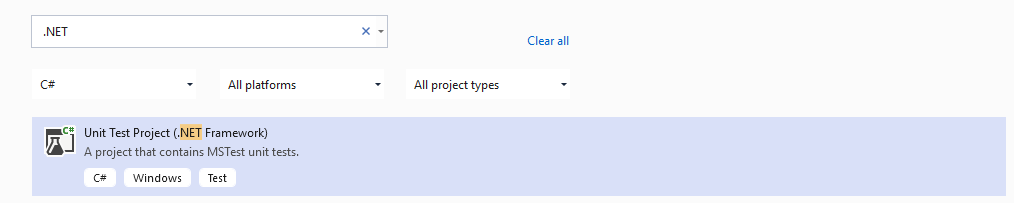 .NET
Clear all
C# All platforms All project types
C#
Unit Test Project (.NET Framework)
A project that contains MSTest unit tests.
C# Windows Test